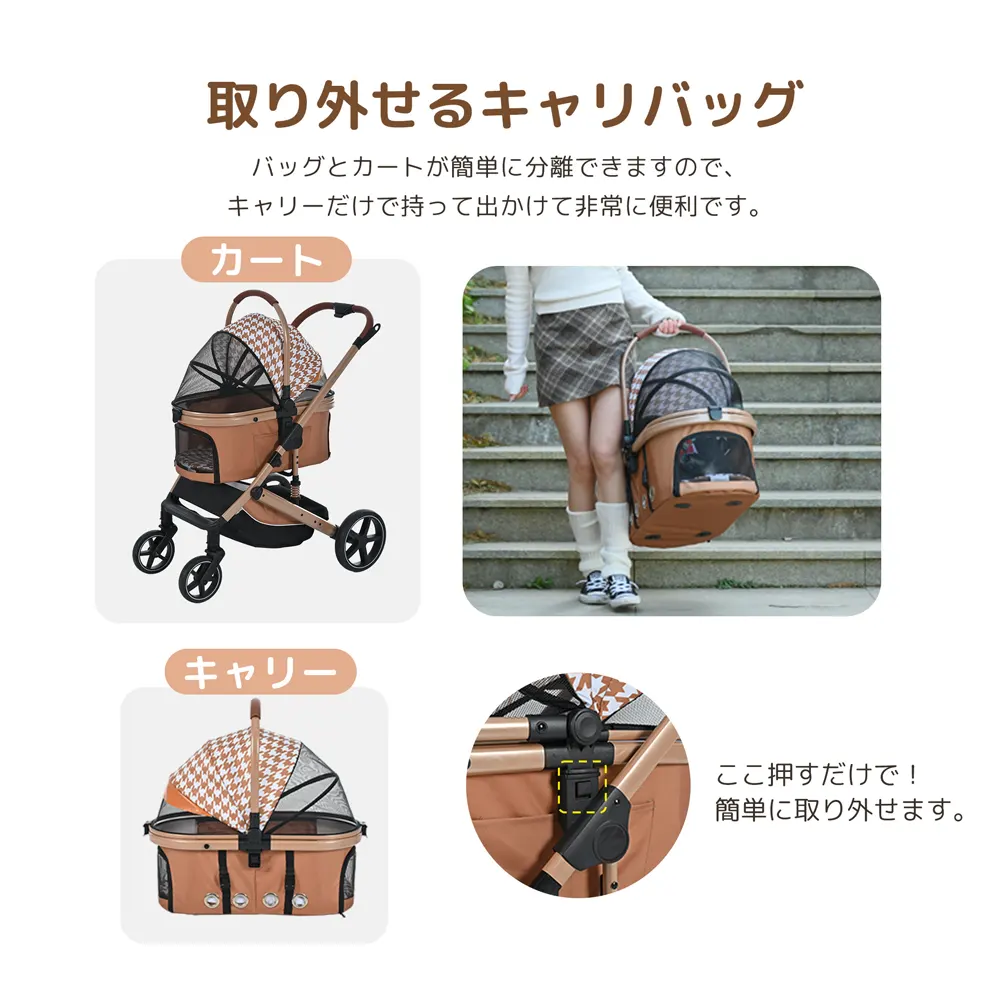 取り外せるキャリバッグ
バッグとカートが簡単に分離できますので、
キャリーだけで持って出かけて非常に便利です。
カート
キャリー
ここ押すだけで！
簡単に取り外せます。